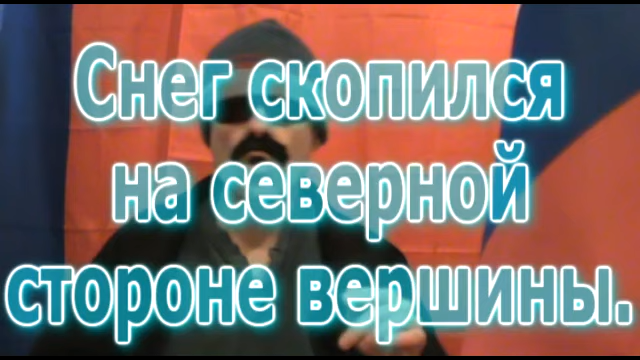 Снег скопился
на северной
стороне вершины.